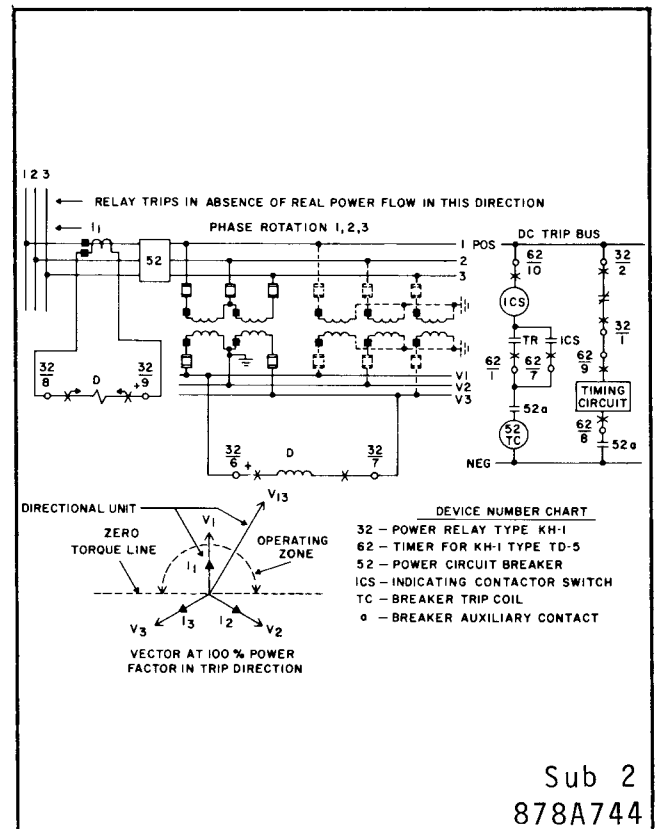 1 2 3
RELAY TRIPS IN ABSENCE OF REAL POWER FLOW IN THIS DIRECTION
I1
PHASE ROTATION 1,2,3
1 POS
DC TRIP BUS
52
2
3
62
10
32
2
ICS
32
1
TR
ICS
62
1
62
7
62
9
TIMING
CIRCUIT
32
8
D
32
+9
V1
V2
V3
52a
62
8
52
TC
52a
32
6 +
D
32
7
NEG
DIRECTIONAL UNIT
V13
ZERO
TORQUE LINE
V1
OPERATING
ZONE
I1
V3
I3
I2
V2
VECTOR AT 100% POWER
FACTOR IN TRIP DIRECTION
DEVICE NUMBER CHART
32 – POWER RELAY TYPE KH-1
62 – TIMER FOR KH-1 TYPE TD-5
52 – POWER CIRCUIT BREAKER
ICS – INDICATING CONTACTOR SWITCH
TC – BREAKER TRIP COIL
a – BREAKER AUXILIARY CONTACT
Sub 2
878A744